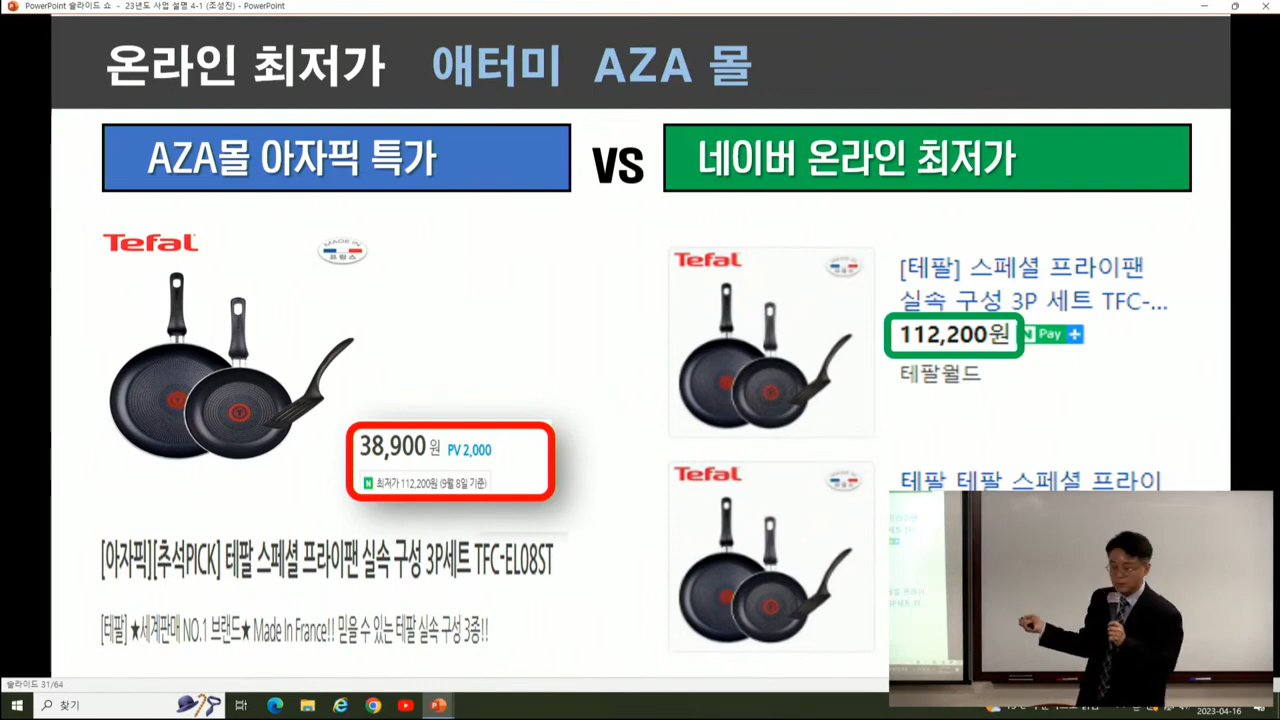 PowerPoint 슬라이드 쇼 - 23년도 사업 설명 4-1 (조성진) - PowerPoint
온라인 최저가 애터미 AZA 몰
AZA몰 아자픽 특가
VS
네이버 온라인 최저가
Tefal
MADE IN
프랑스
38,900원 PV 2,000
N 최저가 112,200원 (9월 8일 기준)
[아자픽][추석PICK] 테팔 스페셜 프라이팬 실속 구성 3P세트 TFC-EL08ST
[테팔] ★세계판매 NO.1 브랜드★ Made In France!! 믿을 수 있는 테팔 실속 구성 3종!!
Tefal
[테팔] 스페셜 프라이팬
실속 구성 3P 세트 TFC-...
112,200원 N Pay +
테팔월드
Tefal
테팔 테팔 스페셜 프라이
슬라이드 31/64
찾기
2023-04-16